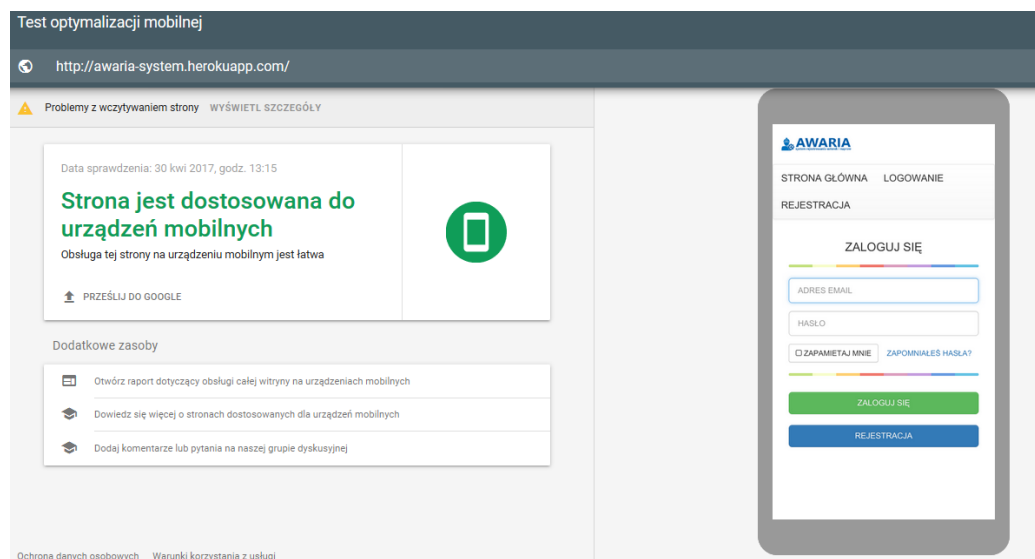 Test optymalizacji mobilnej
http://awaria-system.herokuapp.com/
Problemy z wczytywaniem strony WYŚWIETL SZCZEGÓŁY
Data sprawdzenia: 30 kwi 2017, godz. 13:15
Strona jest dostosowana do
urządzeń mobilnych
Obsługa tej strony na urządzeniu mobilnym jest łatwa
PRZEŚLIJ DO GOOGLE
Dodatkowe zasoby
Otwórz raport dotyczący obsługi całej witryny na urządzeniach mobilnych
Dowiedz się więcej o stronach dostosowanych dla urządzeń mobilnych
Dodaj komentarze lub pytania na naszej grupie dyskusyjnej
Ochrona danych osobowych Warunki korzystania z usługi
AWARIA
STRONA GŁÓWNA LOGOWANIE
REJESTRACJA
ZALOGUJ SIĘ
ADRES EMAIL
HASŁO
ZAPAMIETAJ MNIE ZAPOMNIAŁEŚ HASŁA?
ZALOGUJ SIĘ
REJESTRACJA